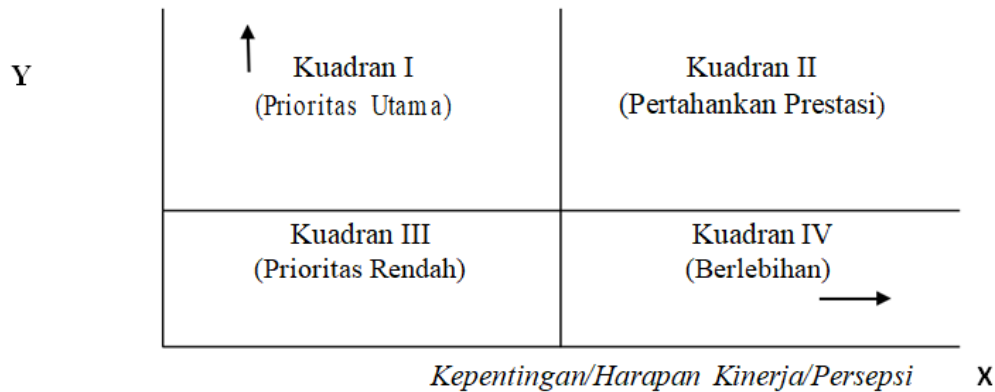 Y
Kuadran I
(Prioritas Utama)
Kuadran II
(Pertahankan Prestasi)
Kuadran III
(Prioritas Rendah)
Kuadran IV
(Berlebihan)
Kepentingan/Harapan Kinerja/Persepsi
X